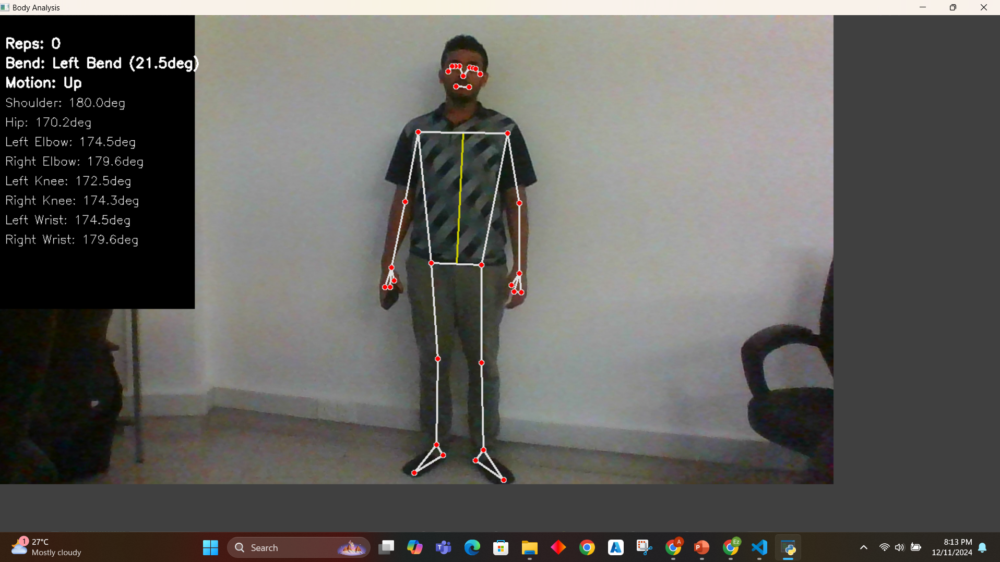 Body Analysis
Reps: 0
Bend: Left Bend (21.5deg)
Motion: Up
Shoulder: 180.0deg
Hip: 170.2deg
Left Elbow: 174.5deg
Right Elbow: 179.6deg
Left Knee: 172.5deg
Right Knee: 174.3deg
Left Wrist: 174.5deg
Right Wrist: 179.6deg
1
27°C
Mostly cloudy
Search
A
Ez
8:13 PM
12/11/2024